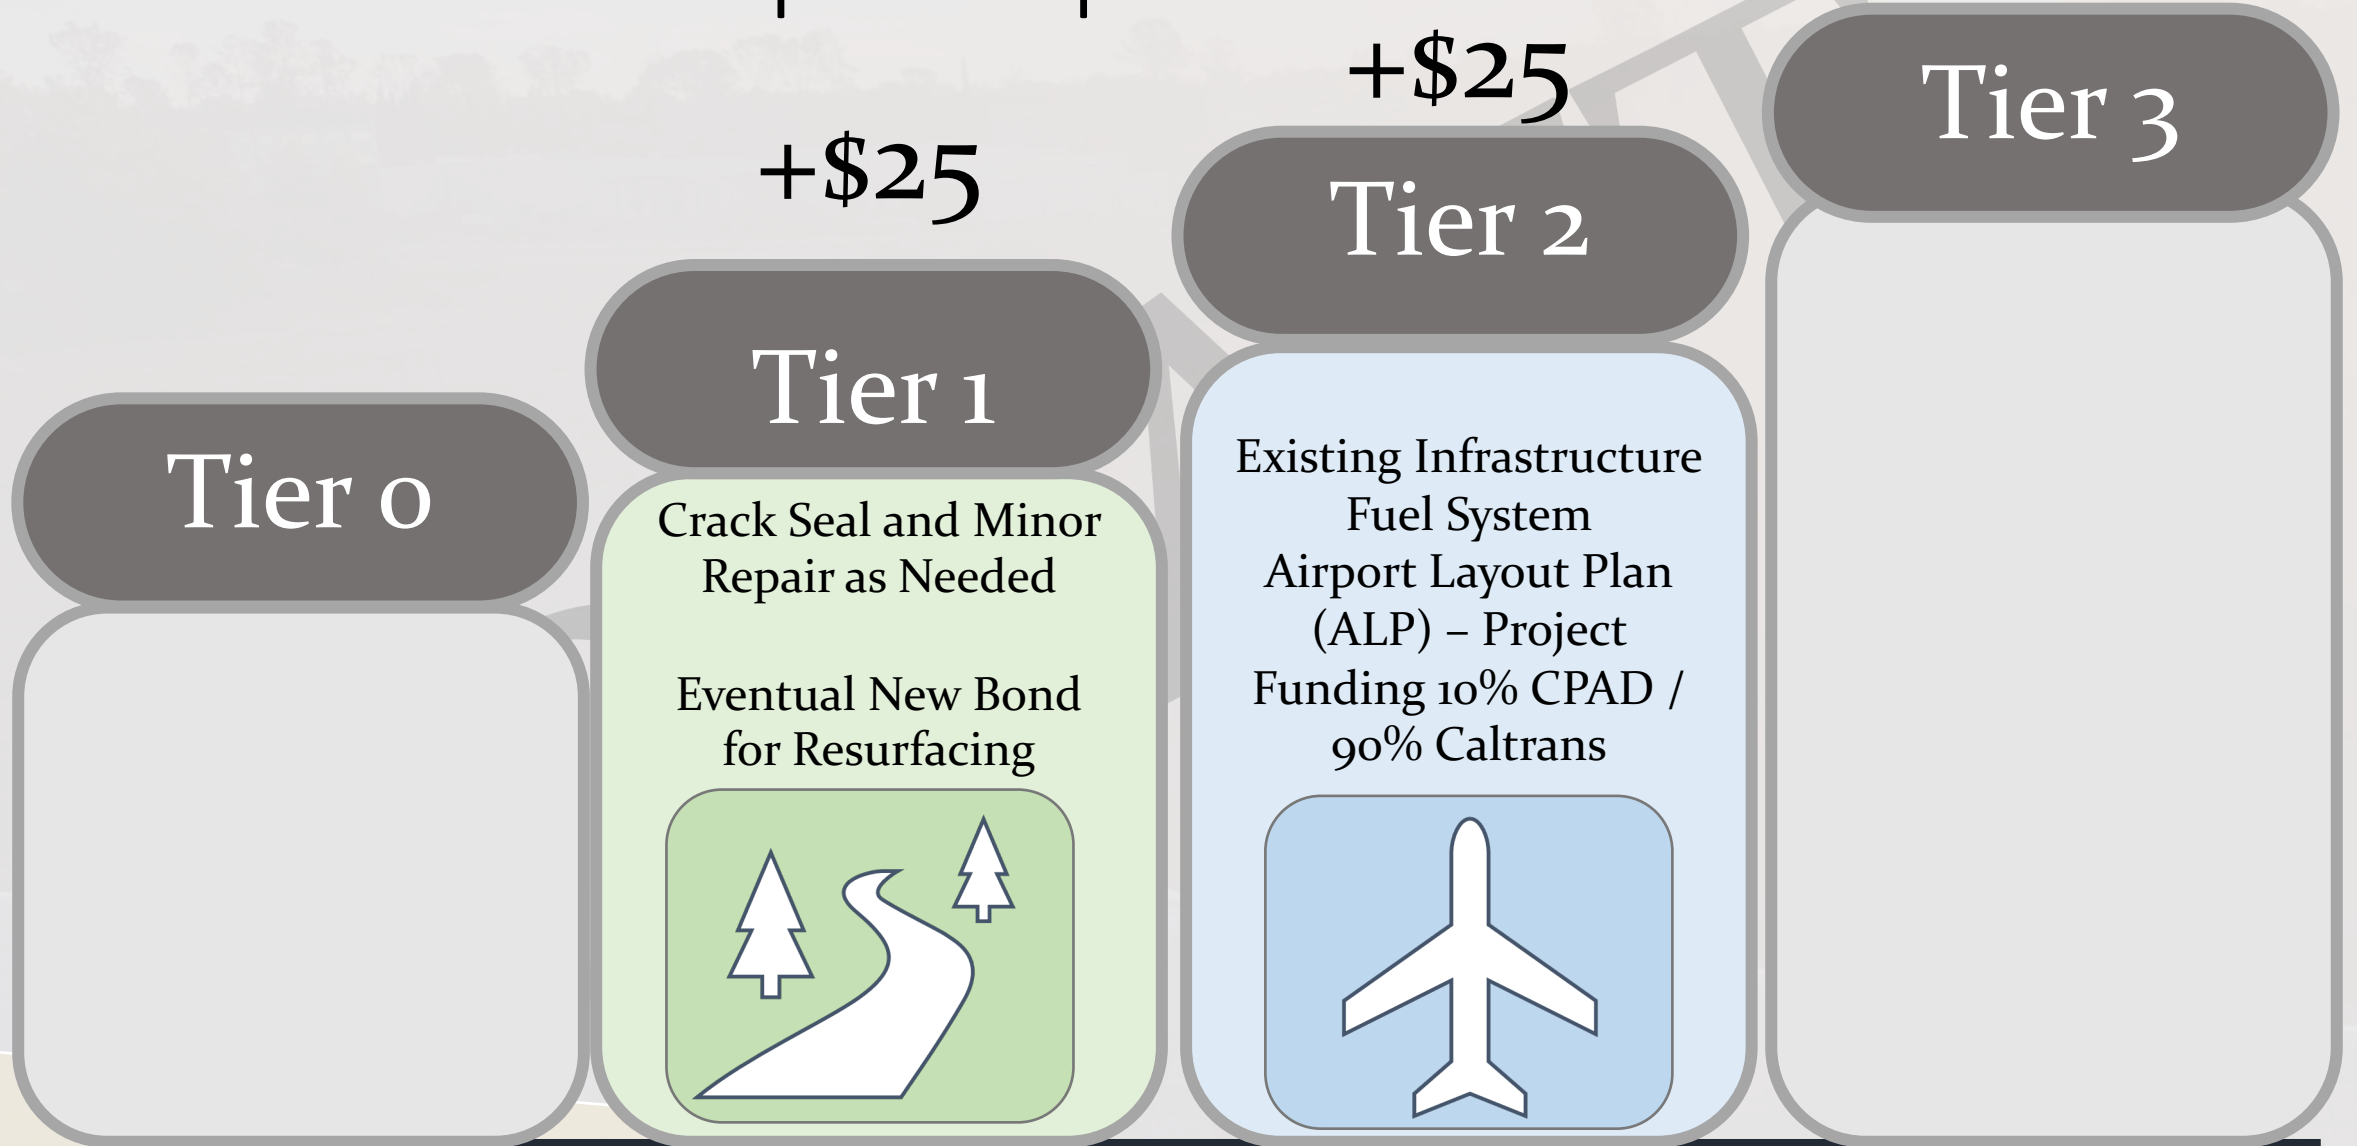 +$25
+$25
Tier 3
Tier 2
Tier 1
Tier 0
Crack Seal and Minor
Repair as Needed
Eventual New Bond
for Resurfacing
Existing Infrastructure
Fuel System
Airport Layout Plan
(ALP) – Project
Funding 10% CPAD /
90% Caltrans